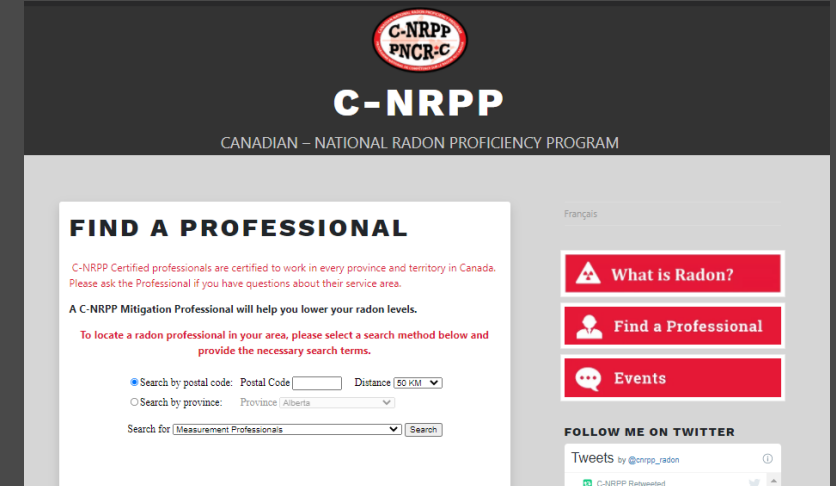 C-NRPP
PNCR-C
C-NRPP
CANADIAN – NATIONAL RADON PROFICIENCY PROGRAM
FIND A PROFESSIONAL
C-NRPP Certified professionals are certified to work in every province and territory in Canada.
Please ask the Professional if you have questions about their service area.
A C-NRPP Mitigation Professional will help you lower your radon levels.
To locate a radon professional in your area, please select a search method below and
provide the necessary search terms.
Search by postal code: Postal Code Distance 50 KM
Search by province: Province Alberta
Search for Measurement Professionals Search
Français
What is Radon?
Find a Professional
Events
FOLLOW ME ON TWITTER
Tweets by @cnrpp_radon
C-NRPP Retweeted